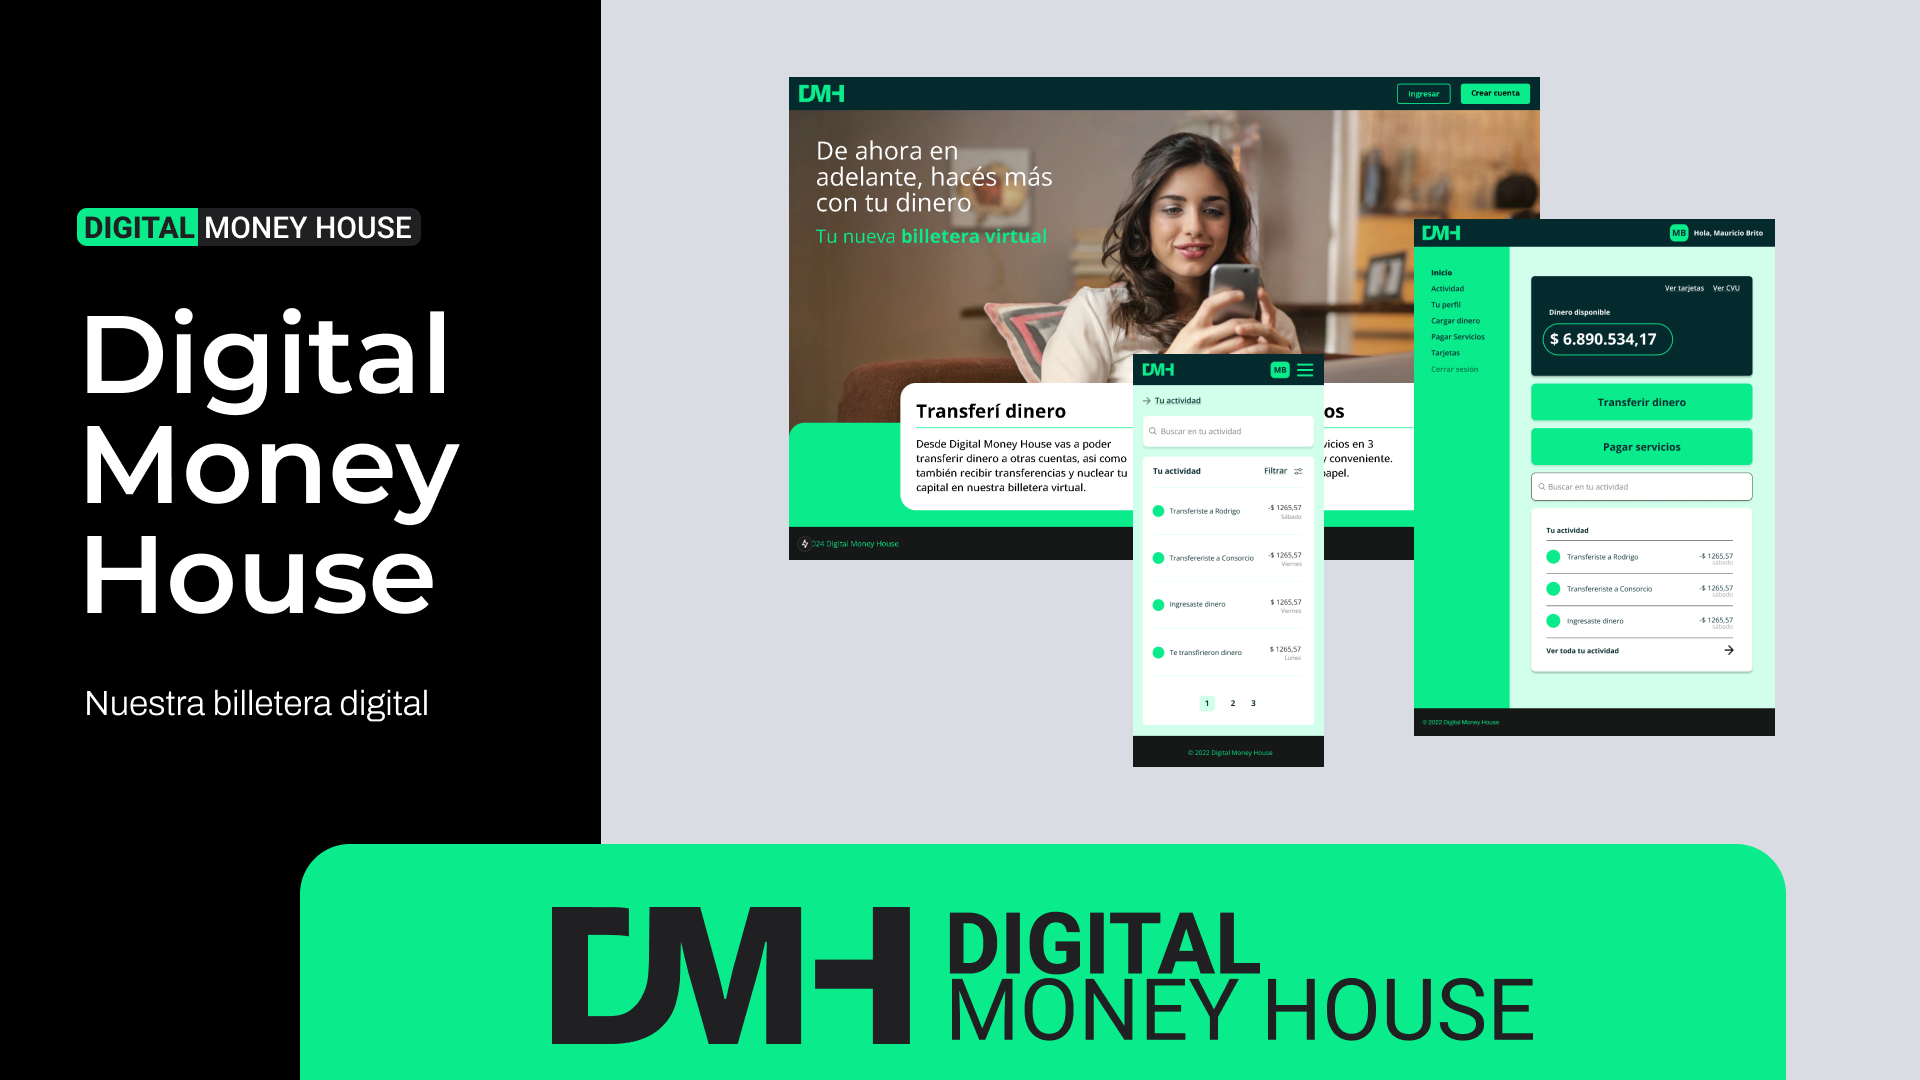 DIGITAL MONEY HOUSE
Digital
Money
House
Nuestra billetera digital
DMH
Ingresar
Crear cuenta
De ahora en
adelante, hacés más
con tu dinero
Tu nueva billetera virtual
Transferí dinero
Desde Digital Money House vas a poder
transferir dinero a otras cuentas, asi como
también recibir transferencias y nuclear tu
capital en nuestra billetera virtual.
os
vicios en 3
y conveniente.
apel.
024 Digital Money House
DMH
MB
Tu actividad
Buscar en tu actividad
Tu actividad
Filtrar
Transferiste a Rodrigo
-$ 1265,57
Sábado
Transfereriste a Consorcio
-$ 1265,57
Viernes
Ingresaste dinero
$ 1265,57
Viernes
Te transfirieron dinero
$ 1265,57
Lunes
1 2 3
© 2022 Digital Money House
DMH
MB
Hola, Mauricio Brito
Inicio
Actividad
Tu perfil
Cargar dinero
Pagar Servicios
Tarjetas
Cerrar sesión
Ver tarjetas
Ver CVU
Dinero disponible
$ 6.890.534,17
Transferir dinero
Pagar servicios
Buscar en tu actividad
Tu actividad
Transferiste a Rodrigo
-$ 1265,57
sábado
Transfereriste a Consorcio
-$ 1265,57
sábado
Ingresaste dinero
-$ 1265,57
sábado
Ver toda tu actividad
© 2022 Digital Money House
DMH
DIGITAL
MONEY HOUSE